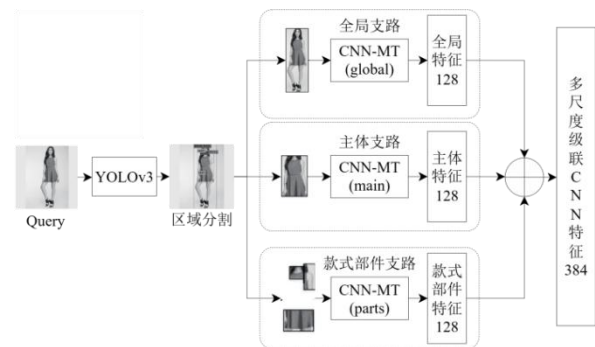 Query
YOLOv3
区域分割
全局支路
CNN-MT
(global)
全局
特征
128
主体支路
CNN-MT
(main)
主体
特征
128
款式部件支路
CNN-MT
(parts)
款式
部件
特征
128
多
尺
度
级
联
C
N
N
特
征
384